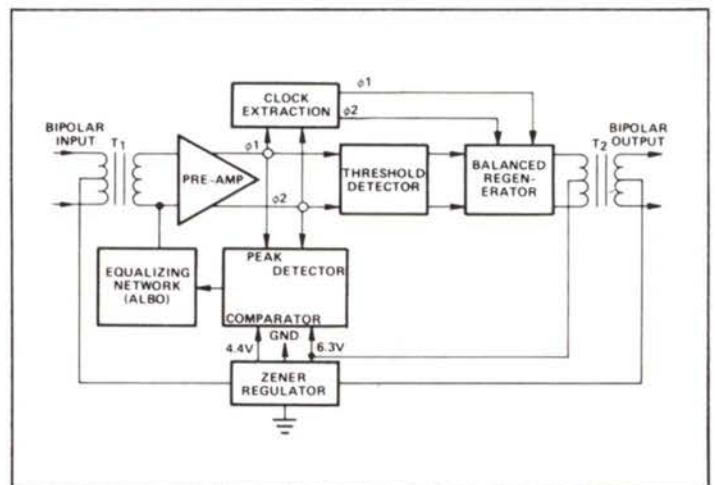 φ1
CLOCK
EXTRACTION
φ2
BIPOLAR
INPUT
T1
φ1
PRE-AMP
φ2
THRESHOLD
DETECTOR
BALANCED
REGEN-
ERATOR
T2
BIPOLAR
OUTPUT
EQUALIZING
NETWORK
(ALBO)
PEAK
DETECTOR
COMPARATOR
4.4V
GND
6.3V
ZENER
REGULATOR